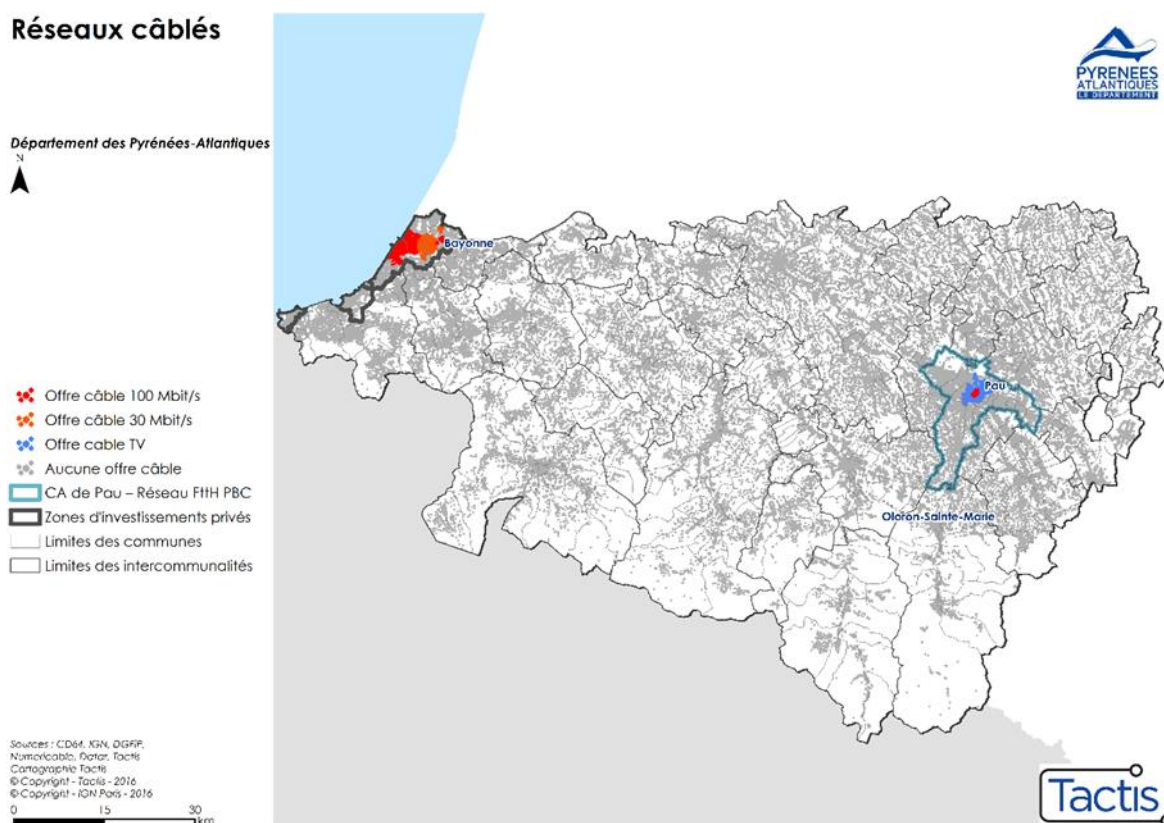 Réseaux câblés
PYRENEES
ATLANTIQUES
LE DEPARTEMENT
Département des Pyrénées-Atlantiques
N
Bayonne
Pau
Oloron-Sainte-Marie
Offre câble 100 Mbit/s
Offre câble 30 Mbit/s
Offre cable TV
Aucune offre câble
CA de Pau – Réseau FttH PBC
Zones d'investissements privés
Limites des communes
Limites des intercommunalités
Sources : CD64, IGN, DGFiP,
Numericable, Datar, Tactis
Cartographie Tactis
© Copyright - Tactis - 2016
© Copyright - IGN Paris - 2016
0 15 30
km
Tactis